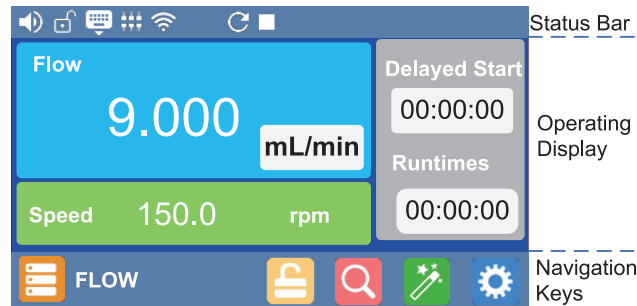 Status Bar
Flow
9.000
mL/min
Delayed Start
00:00:00
Runtimes
00:00:00
Speed 150.0 rpm
Operating
Display
FLOW
Navigation
Keys